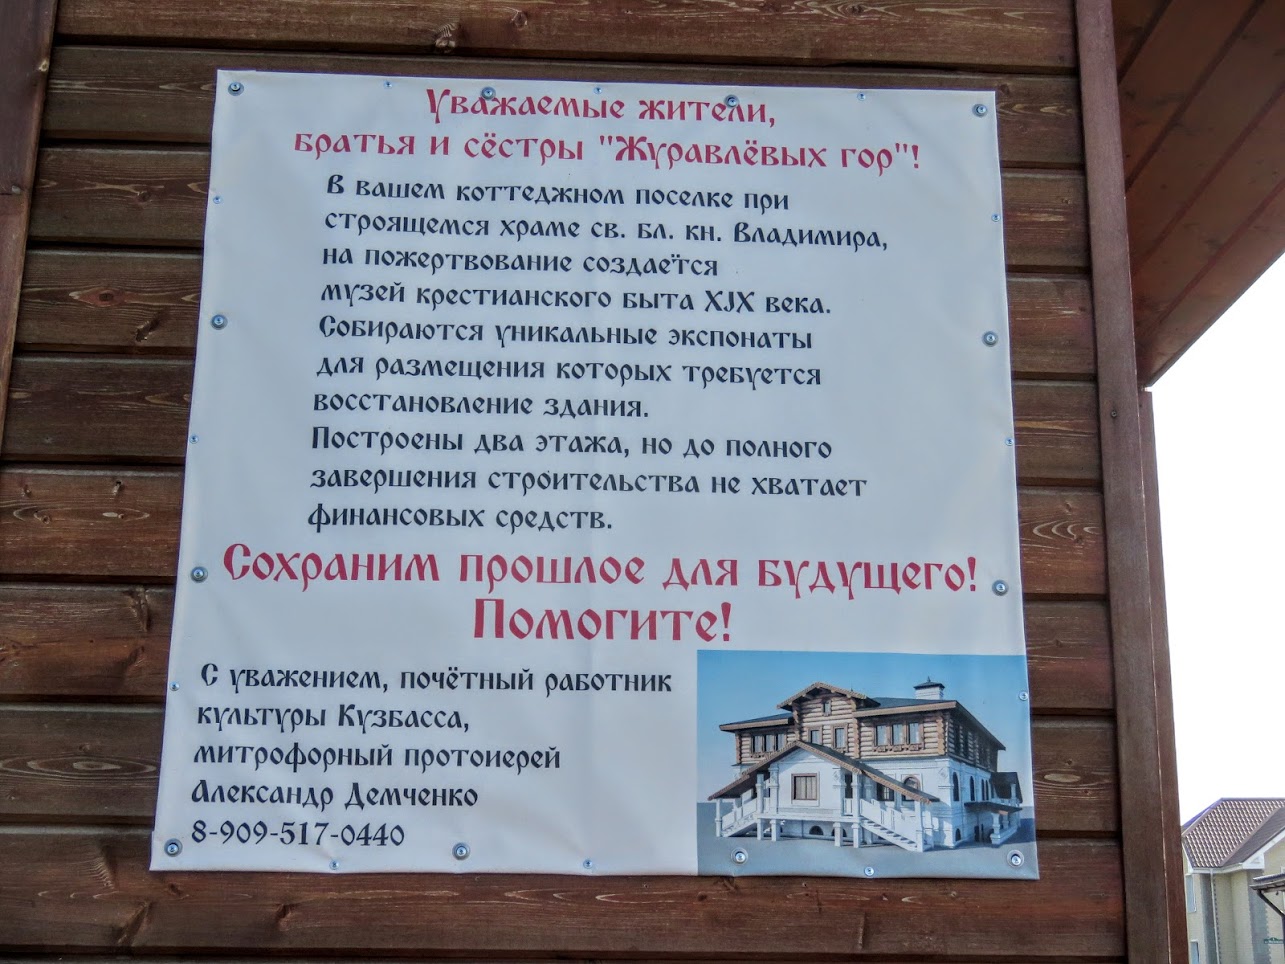 Уважаемые жители,
братья и сёстры "Журавлёвых гор"!
В вашем коттеджном поселке при
строящемся храме св. бл. кн. Владимира,
на пожертвование создаётся
музей крестианского быта XJX века.
Собираются уникальные экспонаты
для размещения которых требуется
восстановление здания.
Построены два этажа, но до полного
завершения строительства не хватает
финансовых средств.
Сохраним прошлое для будущего!
Помогите!
С уважением, почётный работник
культуры Кузбасса,
митрофорный протоиерей
Александр Демченко
8-909-517-0440